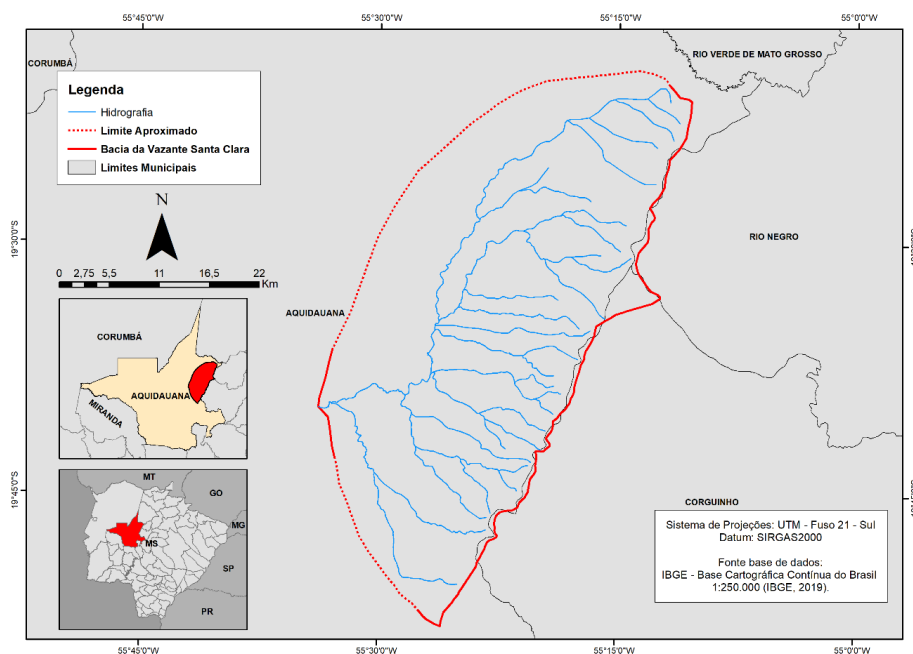 55°45'0"O
55°30'0"O
55°15'0"O
55°0'0"O
CORUMBÁ
RIO VERDE DE MATO GROSSO
Legenda
Hidrografia
Limite Aproximado
Bacia da Vazante Santa Clara
Limites Municipais
N
0 2,75 5,5 11 16,5 22
Km
19°30'0"S
RIO NEGRO
AQUIDAUANA
CORUMBÁ
AQUIDAUANA
MIRANDA
19°45'0"S
MT
GO
MG
MS
SP
PR
CORGUINHO
Sistema de Projeções: UTM - Fuso 21 - Sul
Datum: SIRGAS2000
Fonte base de dados:
IBGE - Base Cartográfica Contínua do Brasil
1:250.000 (IBGE, 2019).
55°45'0"O
55°30'0"O
55°15'0"O
55°0'0"O